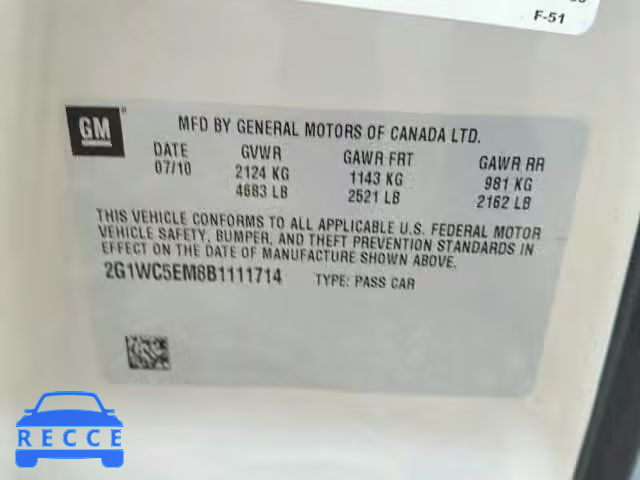 F-51
GM
MFD BY GENERAL MOTORS OF CANADA LTD.
DATE GVWR GAWR FRT GAWR RR
07/10 2124 KG 1143 KG 981 KG
4683 LB 2521 LB 2162 LB
THIS VEHICLE CONFORMS TO ALL APPLICABLE U.S. FEDERAL MOTOR
VEHICLE SAFETY, BUMPER, AND THEFT PREVENTION STANDARDS IN
EFFECT ON THE DATE OF MANUFACTURE SHOWN ABOVE.
2G1WC5EM8B1111714 TYPE: PASS CAR
RECCE